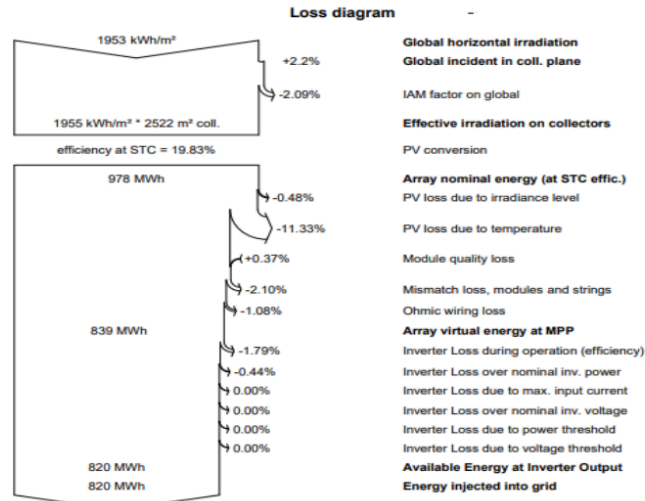 Loss diagram -
1953 kWh/m² Global horizontal irradiation
+2.2% Global incident in coll. plane
-2.09% IAM factor on global
1955 kWh/m² * 2522 m² coll. Effective irradiation on collectors
efficiency at STC = 19.83% PV conversion
978 MWh Array nominal energy (at STC effic.)
-0.48% PV loss due to irradiance level
-11.33% PV loss due to temperature
+0.37% Module quality loss
-2.10% Mismatch loss, modules and strings
-1.08% Ohmic wiring loss
839 MWh Array virtual energy at MPP
-1.79% Inverter Loss during operation (efficiency)
-0.44% Inverter Loss over nominal inv. power
0.00% Inverter Loss due to max. input current
0.00% Inverter Loss over nominal inv. voltage
0.00% Inverter Loss due to power threshold
0.00% Inverter Loss due to voltage threshold
820 MWh Available Energy at Inverter Output
820 MWh Energy injected into grid